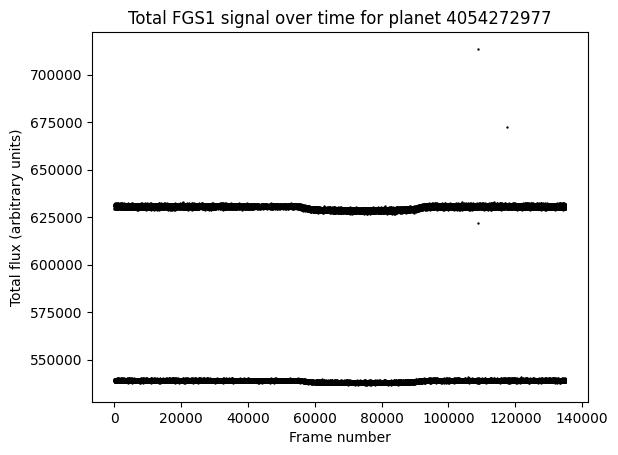 Total FGS1 signal over time for planet 4054272977
Total flux (arbitrary units)
700000
675000
650000
625000
600000
575000
550000
0 20000 40000 60000 80000 100000 120000 140000
Frame number